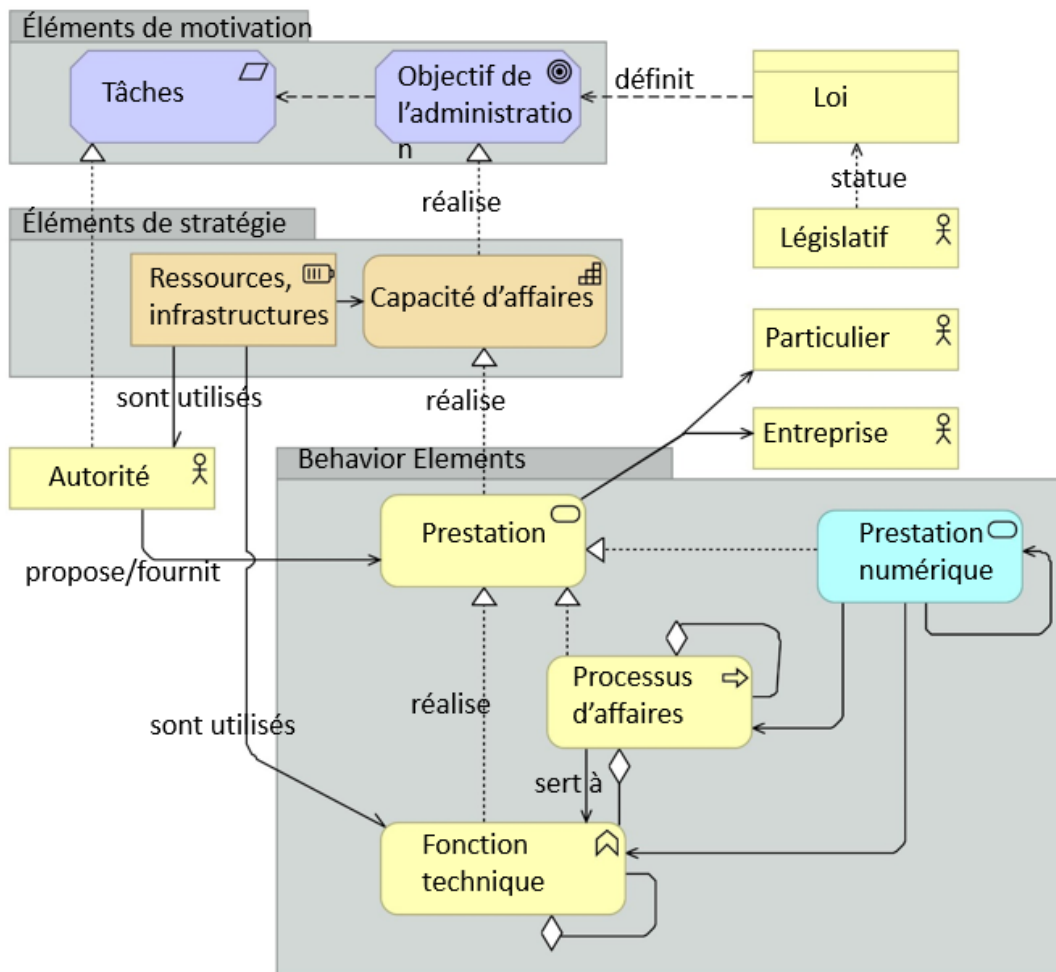 Éléments de motivation
Tâches
Objectif de
l'administratio
n
définit
Loi
statue
réalise
Législatif
Éléments de stratégie
Ressources,
infrastructures
Capacité d'affaires
Particulier
sont utilisés
réalise
Entreprise
Autorité
Behavior Elements
Prestation
Prestation
numérique
propose/fournit
Processus
d'affaires
réalise
sont utilisés
sert à
Fonction
technique